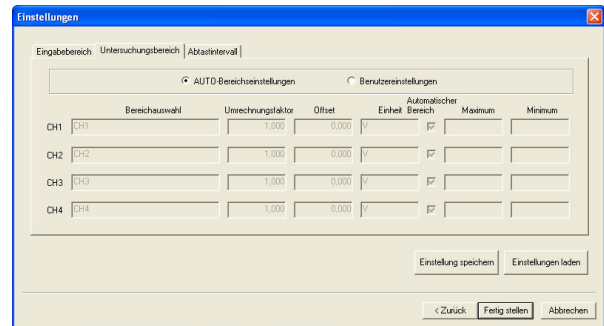 Einstellungen
Eingabebereich Untersuchungsbereich Abtastintervall
AUTO-Bereichseinstellungen Benutzereinstellungen
Bereichauswahl Umrechnungsfaktor Offset Einheit Automatischer Bereich Maximum Minimum
CH1 CH1 1,000 0,000 V
CH2 CH2 1,000 0,000 V
CH3 CH3 1,000 0,000 V
CH4 CH4 1,000 0,000 V
Einstellung speichern Einstellungen laden
< Zurück Fertig stellen Abbrechen